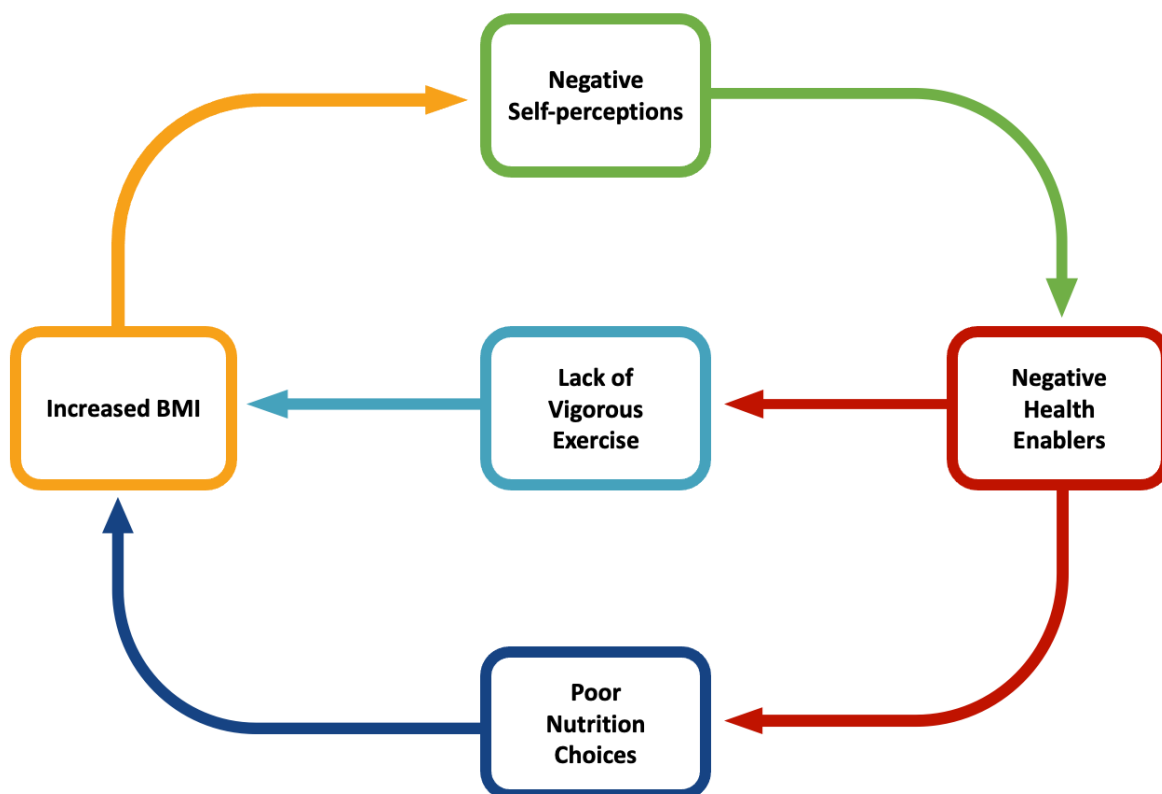 Negative
Self-perceptions
Increased BMI
Lack of
Vigorous
Exercise
Negative
Health
Enablers
Poor
Nutrition
Choices